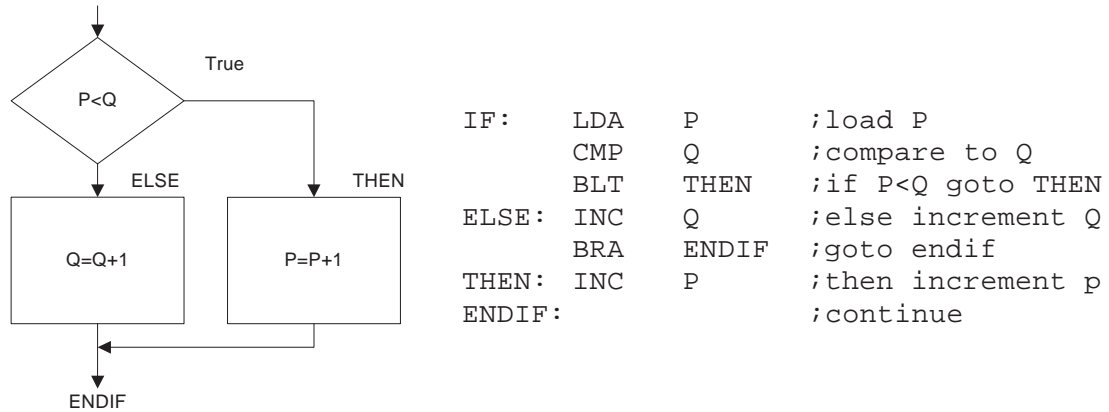 True
P<Q
ELSE
THEN
Q=Q+1
P=P+1
ENDIF
IF: LDA P ;load P
CMP Q ;compare to Q
BLT THEN ;if P<Q goto THEN
ELSE: INC Q ;else increment Q
BRA ENDIF ;goto endif
THEN: INC P ;then increment p
ENDIF: ;continue